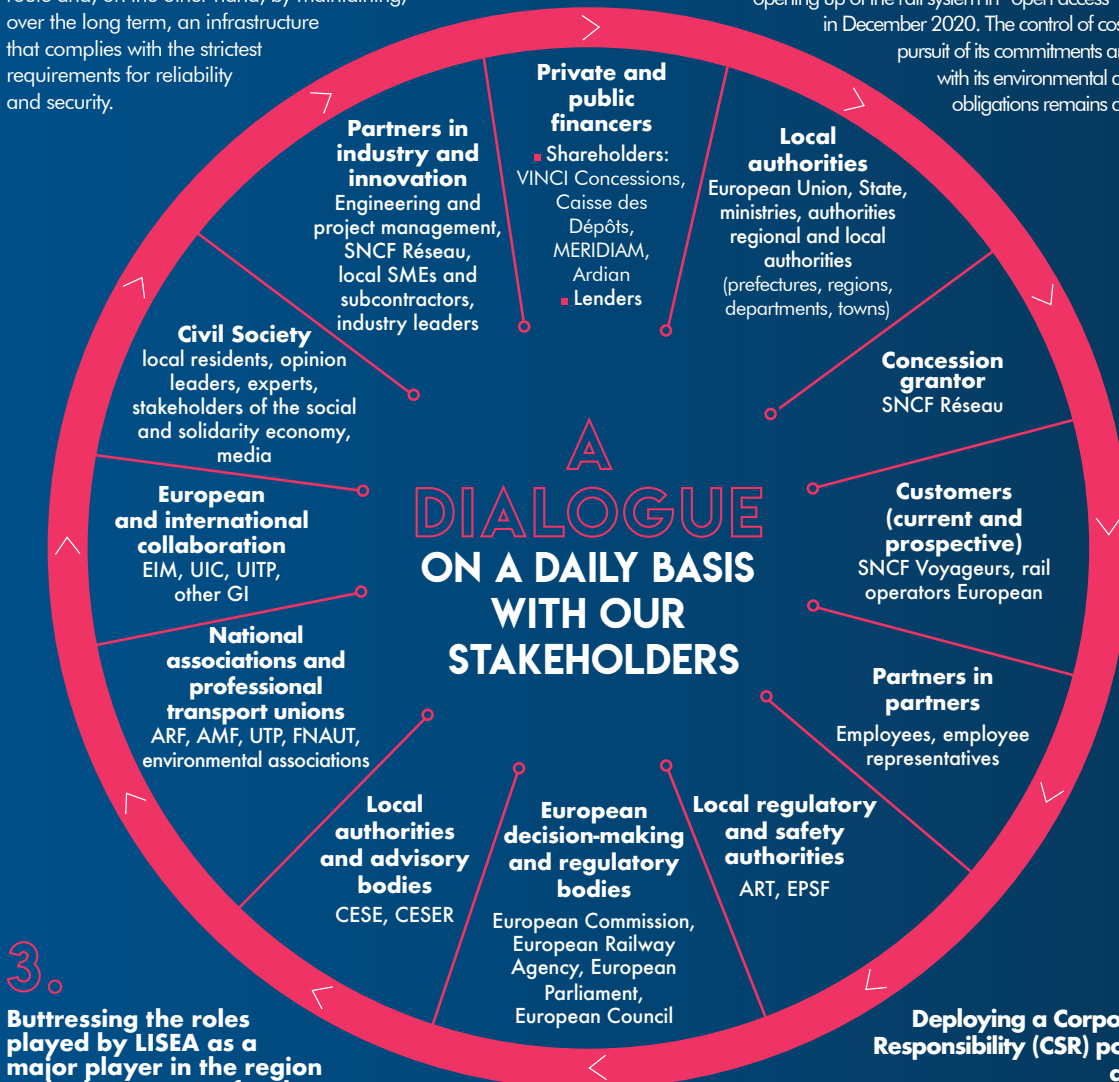 over the long term, an infrastructure
that complies with the strictest
requirements for reliability
and security.
opening up of the rail system in "open access"
in December 2020. The control of cos
pursuit of its commitments a
with its environmental
obligations remains
Private and
public
financers
Shareholders:
VINCI Concessions,
Caisse des
Dépôts,
MERIDIAM,
Ardian
Lenders
Local
authorities
European Union, State,
ministries, authorities
regional and local
authorities
(prefectures, regions,
departments, towns)
Concession
grantor
SNCF Réseau
Customers
(current and
prospective)
SNCF Voyageurs, rail
operators European
Partners in
partners
Employees, employee
representatives
Local regulatory
and safety
authorities
ART, EPSF
European
decision-making
and regulatory
bodies
European Commission,
European Railway
Agency, European
Parliament,
European Council
Local
authorities
and advisory
bodies
CESE, CESER
National
associations and
professional
transport unions
ARF, AMF, UTP, FNAUT,
environmental associations
European
and international
collaboration
EIM, UIC, UITP,
other GI
Civil Society
local residents, opinion
leaders, experts,
stakeholders of the social
and solidarity economy,
media
Partners in
industry and
innovation
Engineering and
project management,
SNCF Réseau,
local SMEs and
subcontractors,
industry leaders
A
DIALOGUE
ON A DAILY BASIS
WITH OUR
STAKEHOLDERS
3.
Buttressing the roles
played by LISEA as a
major player in the region
Deploying a Corpo
Responsibility (CSR) po